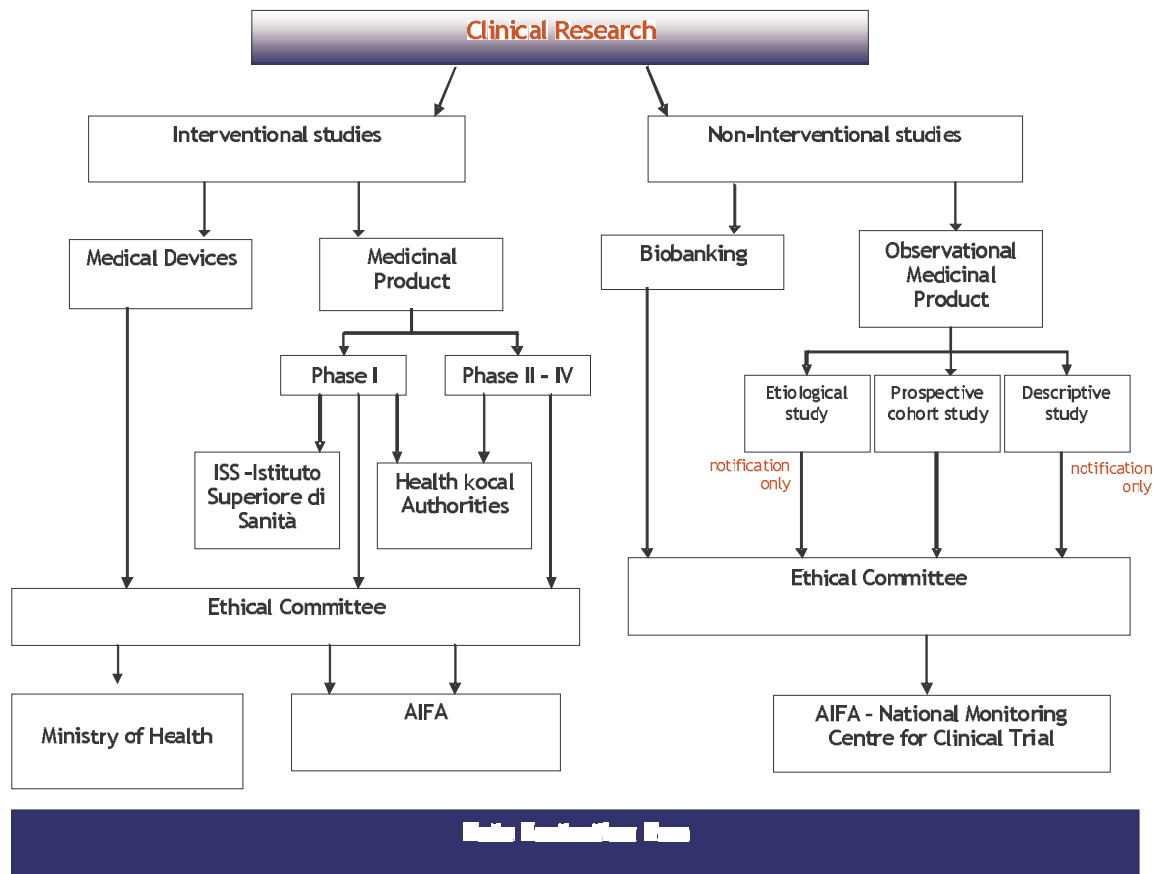 Clinical Research
Interventional studies
Non-Interventional studies
Medical Devices
Medicinal
Product
Biobanking
Observational
Medicinal
Product
Phase I
Phase II - IV
Etiological
study
Prospective
cohort study
Descriptive
study
notification
only
notification
only
ISS -Istituto
Superiore di
Sanità
Health kocal
Authorities
Ethical Committee
Ethical Committee
Ministry of Health
AIFA
AIFA - National Monitoring
Centre for Clinical Trial